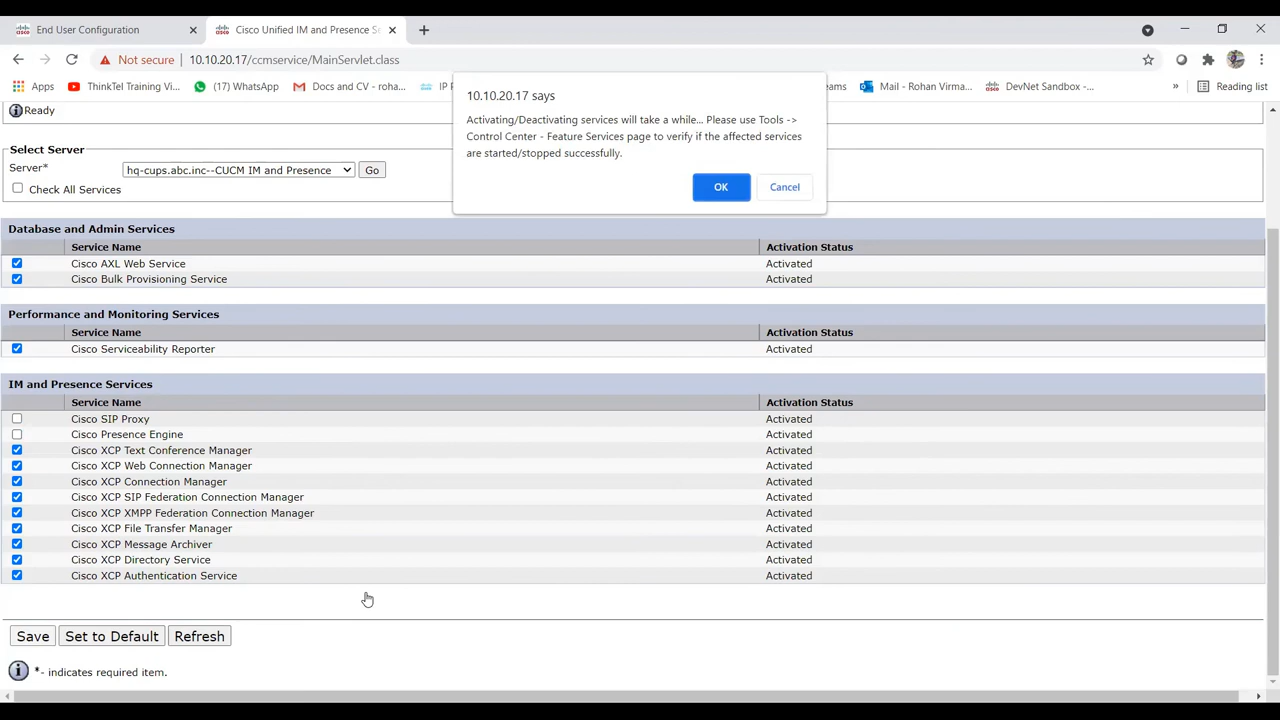 End User Configuration
Cisco Unified IM and Presence Se
Not secure 10.10.20.17/ccmservice/MainServlet.class
Apps ThinkTel Training Vi... (17) WhatsApp Docs and CV - roha... IP P eams Mail - Rohan Virma... DevNet Sandbox -... » Reading list
10.10.20.17 says
Activating/Deactivating services will take a while... Please use Tools ->
Control Center - Feature Services page to verify if the affected services
are started/stopped successfully.
OK Cancel
Ready
Select Server
Server* hq-cups.abc.inc--CUCM IM and Presence Go
Check All Services
Database and Admin Services
Service Name Activation Status
Cisco AXL Web Service Activated
Cisco Bulk Provisioning Service Activated
Performance and Monitoring Services
Service Name Activation Status
Cisco Serviceability Reporter Activated
IM and Presence Services
Service Name Activation Status
Cisco SIP Proxy Activated
Cisco Presence Engine Activated
Cisco XCP Text Conference Manager Activated
Cisco XCP Web Connection Manager Activated
Cisco XCP Connection Manager Activated
Cisco XCP SIP Federation Connection Manager Activated
Cisco XCP XMPP Federation Connection Manager Activated
Cisco XCP File Transfer Manager Activated
Cisco XCP Message Archiver Activated
Cisco XCP Directory Service Activated
Cisco XCP Authentication Service Activated
Save Set to Default Refresh
*- indicates required item.